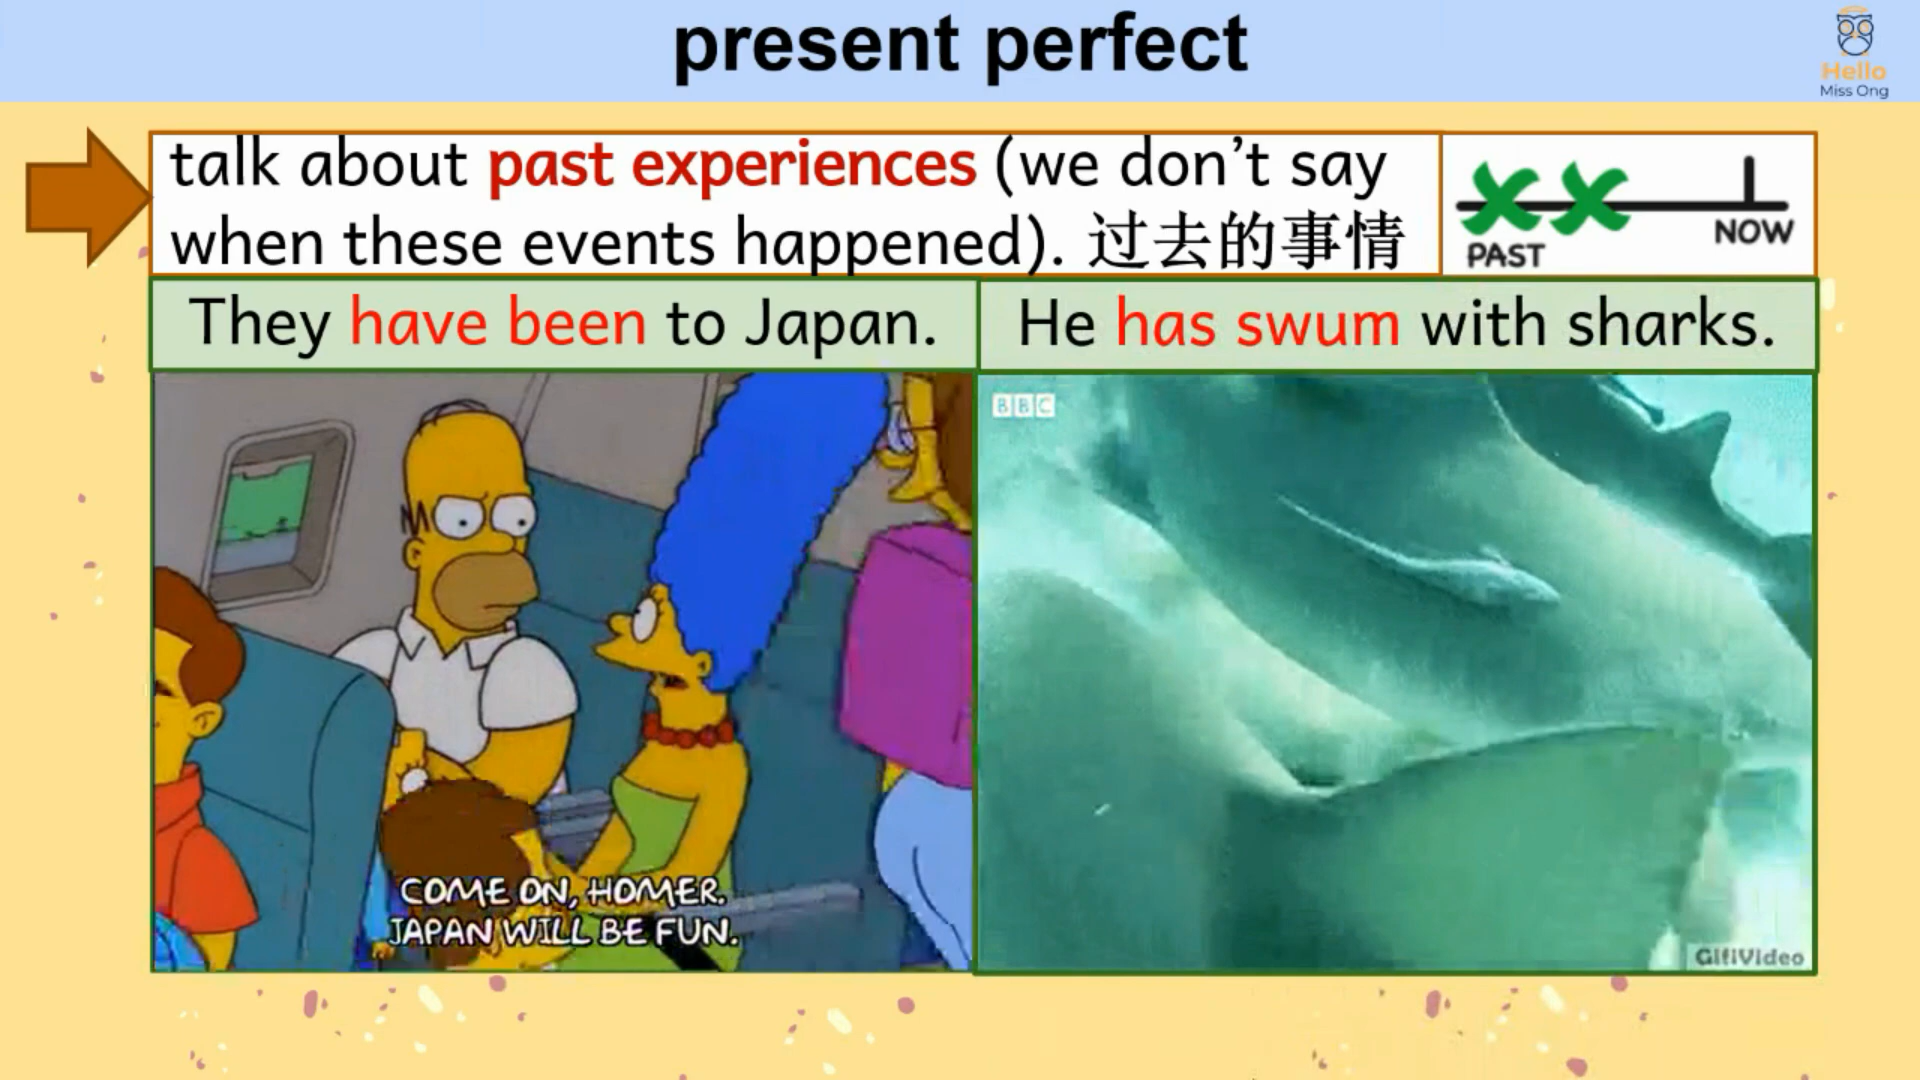 present perfect
Hello
Miss Ong
talk about past experiences (we don't say
when these events happened). 过去的事情
PAST
NOW
They have been to Japan.
He has swum with sharks.
BBC
COME ON, HOMER.
JAPAN WILL BE FUN.
GifiVideo